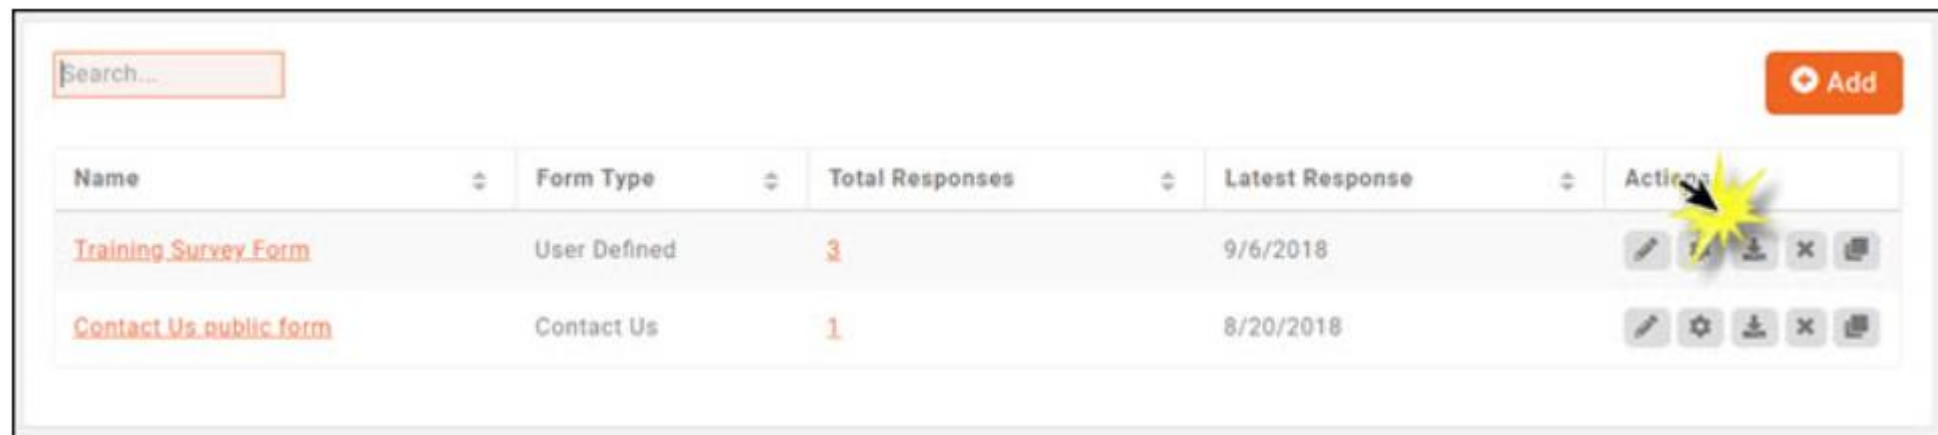 Search...
Add
Name Form Type Total Responses Latest Response Actions
Training Survey Form User Defined 3 9/6/2018
Contact Us public form Contact Us 1 8/20/2018